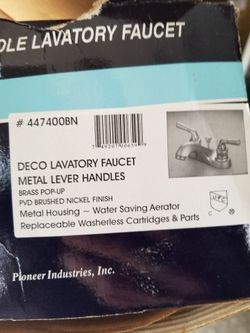 DLE LAVATORY FAUCET
# 447400BN
DECO LAVATORY FAUCET
METAL LEVER HANDLES
BRASS POP-UP
PVD BRUSHED NICKEL FINISH
Metal Housing ~ Water Saving Aerator
Replaceable Washerless Cartridges & Parts
Pioneer Industries, Inc.